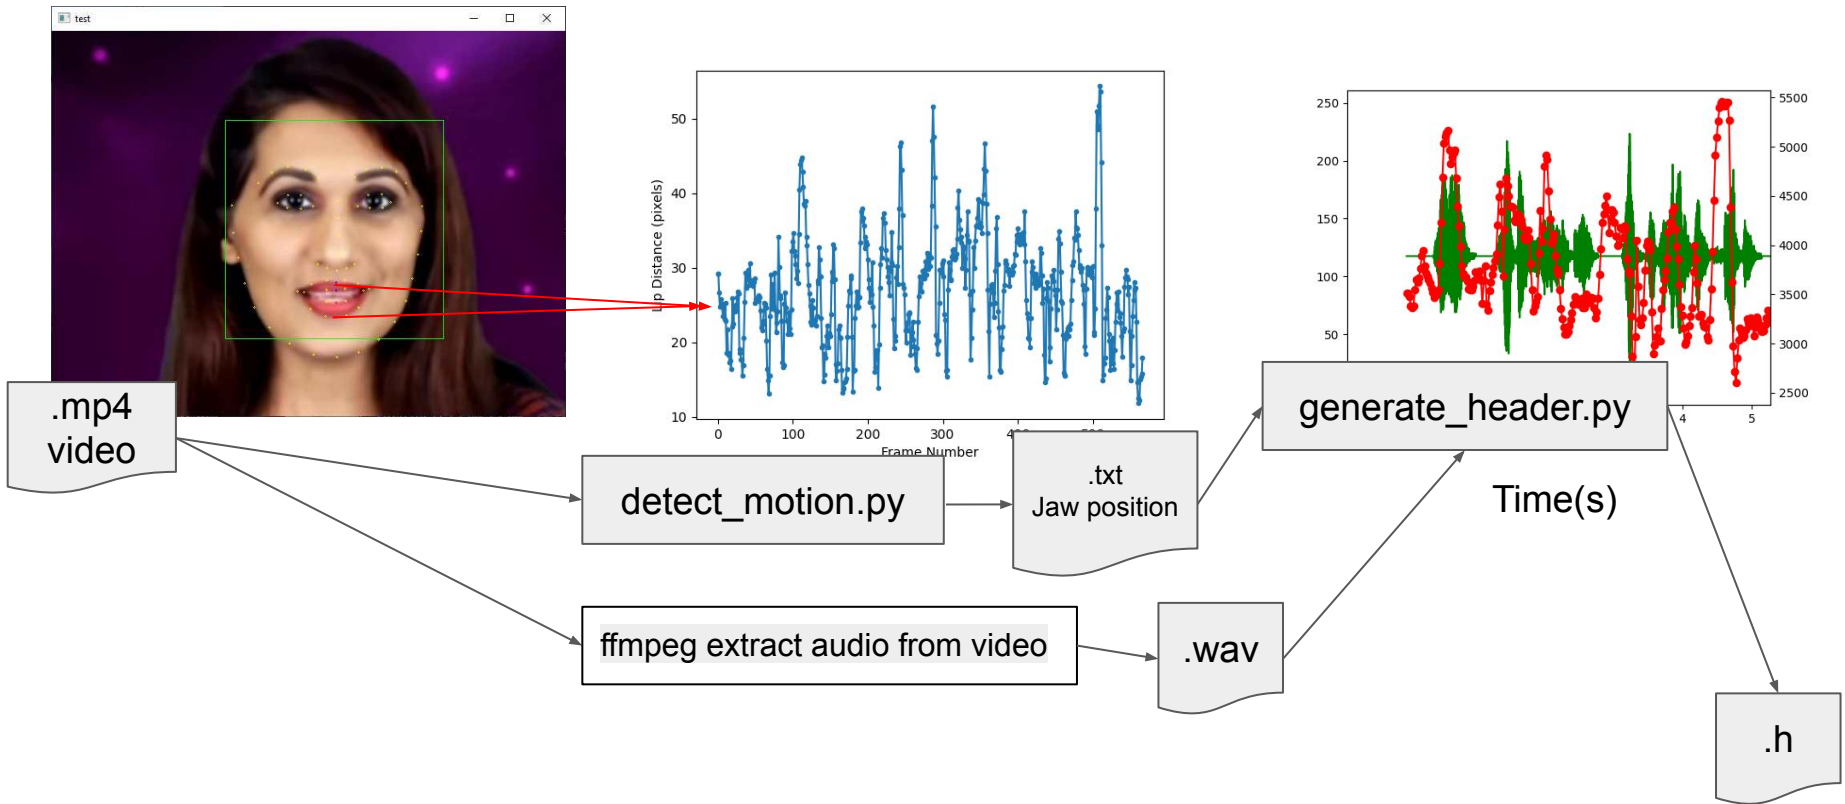 test
.mp4
video
50
40
30
20
10
Lip Distance (pixels)
0
100
200
300
400
500
Frame Number
250
200
150
100
50
5500
5000
4500
4000
3500
3000
2500
4
5
generate_header.py
Time(s)
detect_motion.py
.txt
Jaw position
ffmpeg extract audio from video
.wav
.h